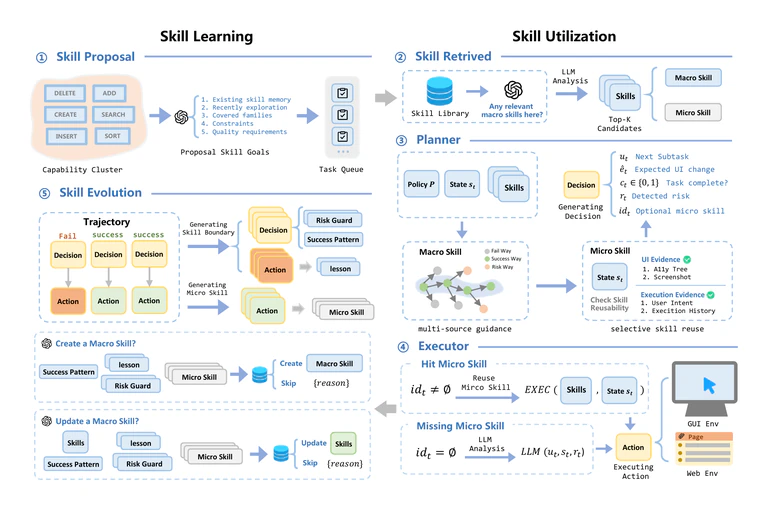 Skill Learning
① Skill Proposal
DELETE
ADD
CREATE
SEARCH
INSERT
SORT
Capability Cluster
1. Existing skill memory
2. Recently exploration
3. Covered families
4. Constraints
5. Quality requirements
Proposal Skill Goals
Task Queue
⑤ Skill Evolution
Trajectory
Fail
success
success
Decision
Decision
Decision
Action
Action
Action
Generating
Skill Boundary
Decision
Risk Guard
Success Pattern
Action
lesson
Generating
Micro Skill
Action
Micro Skill
Create a Macro Skill?
Success Pattern
lesson
Risk Guard
Micro Skill
Create
Macro Skill
Skip
{reason}
Update a Macro Skill?
Skills
lesson
Success Pattern
Risk Guard
Micro Skill
Update
Skills
Skip
{reason}
Skill Utilization
② Skill Retrived
Skill Library
Any relevant
macro skills here?
LLM
Analysis
Skills
Top-K
Candidates
Macro Skill
Micro Skill
③ Planner
Policy P
State s_t
Skills
Decision
Generating
Decision
u_t Next Subtask
ê_t Expected UI change
c_t ∈ {0, 1} Task complete?
r_t Detected risk
id_t Optional micro skill
Macro Skill
Fail Way
Success Way
Risk Way
multi-source guidance
Micro Skill
State s_t
Check Skill
Reusability
UI Evidence
1. A11y Tree
2. Screenshot
Execution Evidence
1. User Intent
2. Execition History
selective skill reuse
④ Executor
Hit Micro Skill
id_t ≠ ∅
Reuse
Mirco Skill
EXEC ( Skills , State s_t )
Missing Micro Skill
id_t = ∅
LLM
Analysis
LLM (u_t, s_t, r_t)
Action
Executing
Action
GUI Env
Page
Web Env